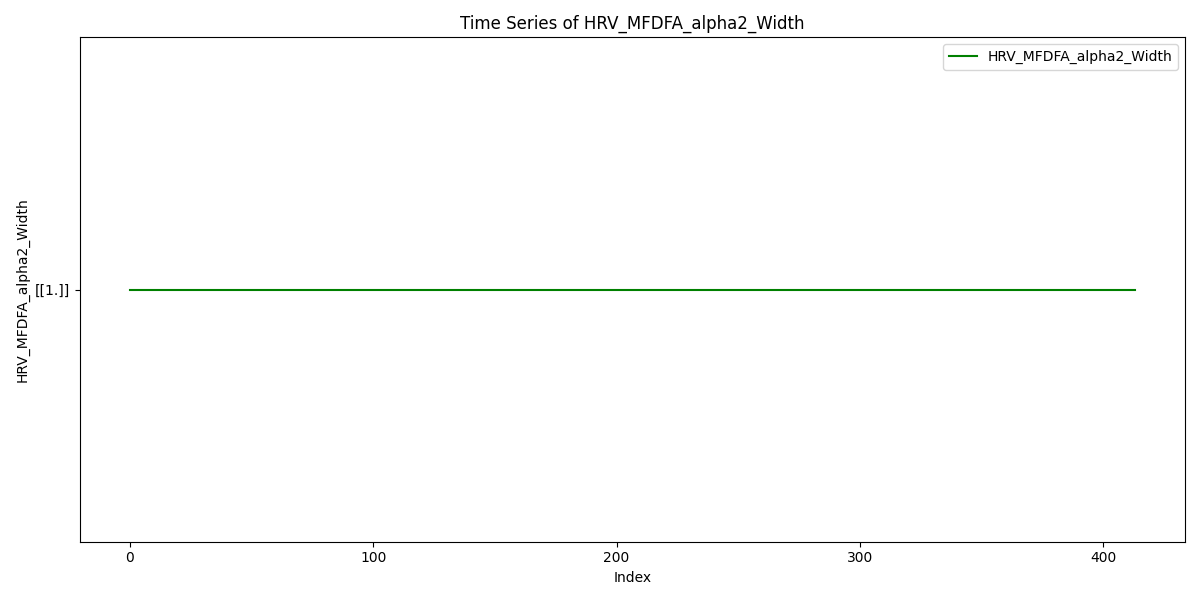 Time Series of HRV_MFDFA_alpha2_Width
HRV_MFDFA_alpha2_Width
HRV_MFDFA_alpha2_Width
[[1.]]
0 100 200 300 400
Index